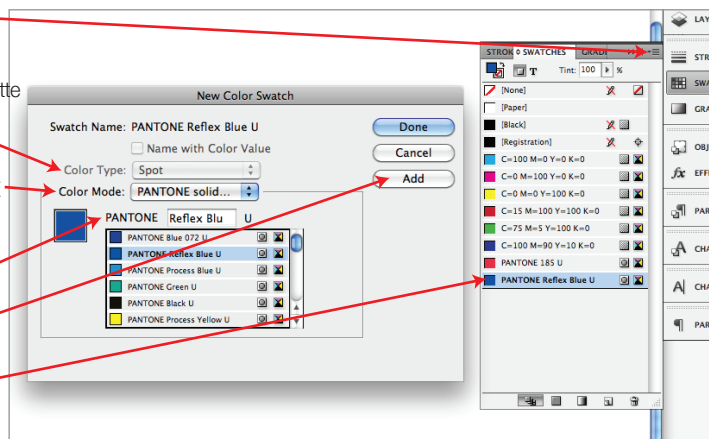 tte
New Color Swatch
Swatch Name: PANTONE Reflex Blue U
Name with Color Value
Color Type: Spot
Color Mode: PANTONE solid...
PANTONE Reflex Blu U
PANTONE Blue 072 U
PANTONE Reflex Blue U
PANTONE Process Blue U
PANTONE Green U
PANTONE Black U
PANTONE Process Yellow U
Done
Cancel
Add
STROK SWATCHES GRADI
T Tint: 100 %
[None]
[Paper]
[Black]
[Registration]
C=100 M=0 Y=0 K=0
C=0 M=100 Y=0 K=0
C=0 M=0 Y=100 K=0
C=15 M=100 Y=100 K=0
C=75 M=5 Y=100 K=0
C=100 M=90 Y=10 K=0
PANTONE 185 U
PANTONE Reflex Blue U
LAY
STR
SWA
GRA
OBJ
fx EFF
PAR
A CHA
A CHA
PAR